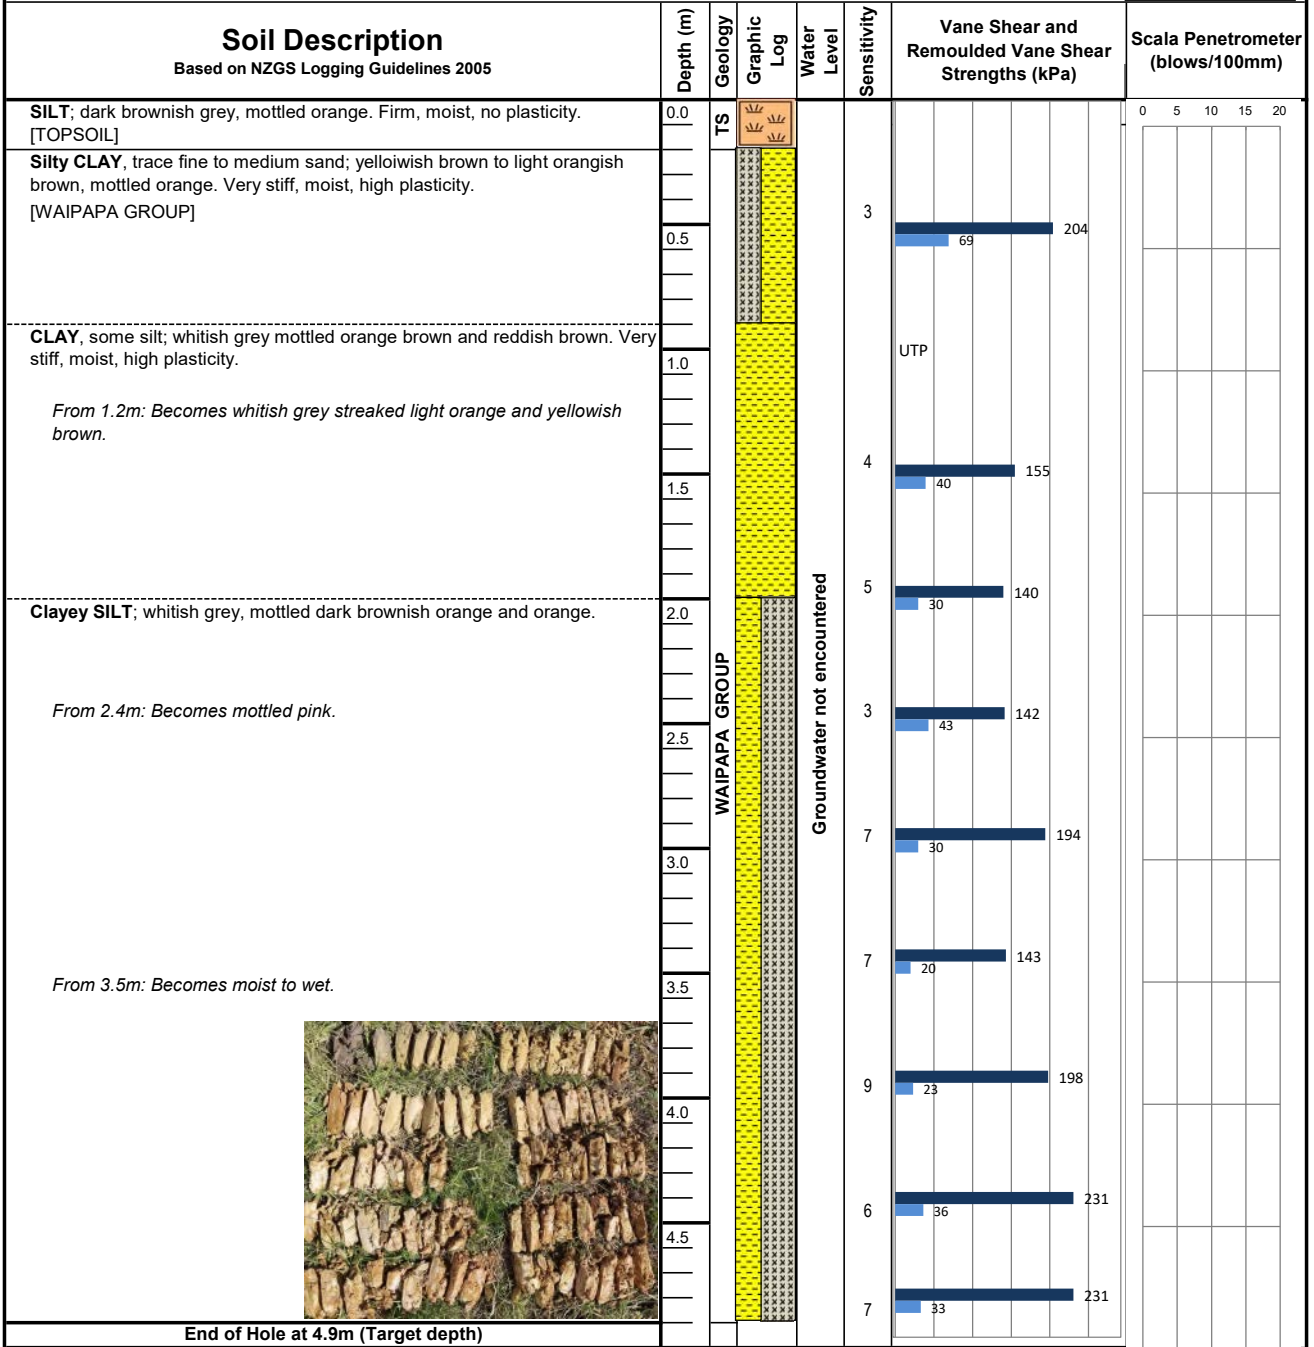 Soil Description
Based on NZGS Logging Guidelines 2005
Depth (m)
Geology
Graphic
Log
Water
Level
Sensitivity
Vane Shear and
Remoulded Vane Shear
Strengths (kPa)
Scala Penetrometer
(blows/100mm)
0 5 10 15 20
SILT; dark brownish grey, mottled orange. Firm, moist, no plasticity.
[TOPSOIL]
0.0
TS
Silty CLAY, trace fine to medium sand; yelloiwish brown to light orangish
brown, mottled orange. Very stiff, moist, high plasticity.
[WAIPAPA GROUP]
3
204
69
0.5
CLAY, some silt; whitish grey mottled orange brown and reddish brown. Very
stiff, moist, high plasticity.
UTP
1.0
From 1.2m: Becomes whitish grey streaked light orange and yellowish
brown.
4
155
40
1.5
5
140
30
Clayey SILT; whitish grey, mottled dark brownish orange and orange.
2.0
WAIPAPA GROUP
Groundwater not encountered
From 2.4m: Becomes mottled pink.
3
142
43
2.5
7
194
30
3.0
7
143
20
From 3.5m: Becomes moist to wet.
3.5
9
198
23
4.0
6
231
36
4.5
7
231
33
End of Hole at 4.9m (Target depth)